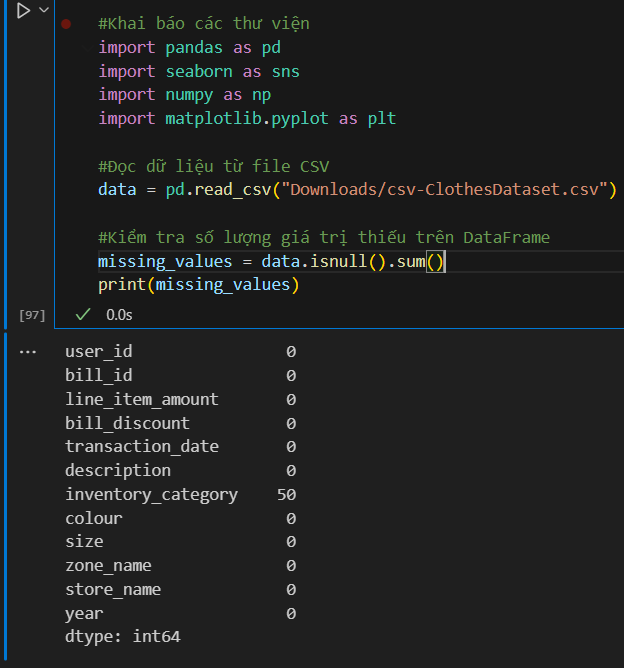 #Khai báo các thư viện
import pandas as pd
import seaborn as sns
import numpy as np
import matplotlib.pyplot as plt
#Đọc dữ liệu từ file CSV
data = pd.read_csv("Downloads/csv-ClothesDataset.csv")
#Kiểm tra số lượng giá trị thiếu trên DataFrame
missing_values = data.isnull().sum()
print(missing_values)
[97] 0.0s
... user_id 0
bill_id 0
line_item_amount 0
bill_discount 0
transaction_date 0
description 0
inventory_category 50
colour 0
size 0
zone_name 0
store_name 0
year 0
dtype: int64